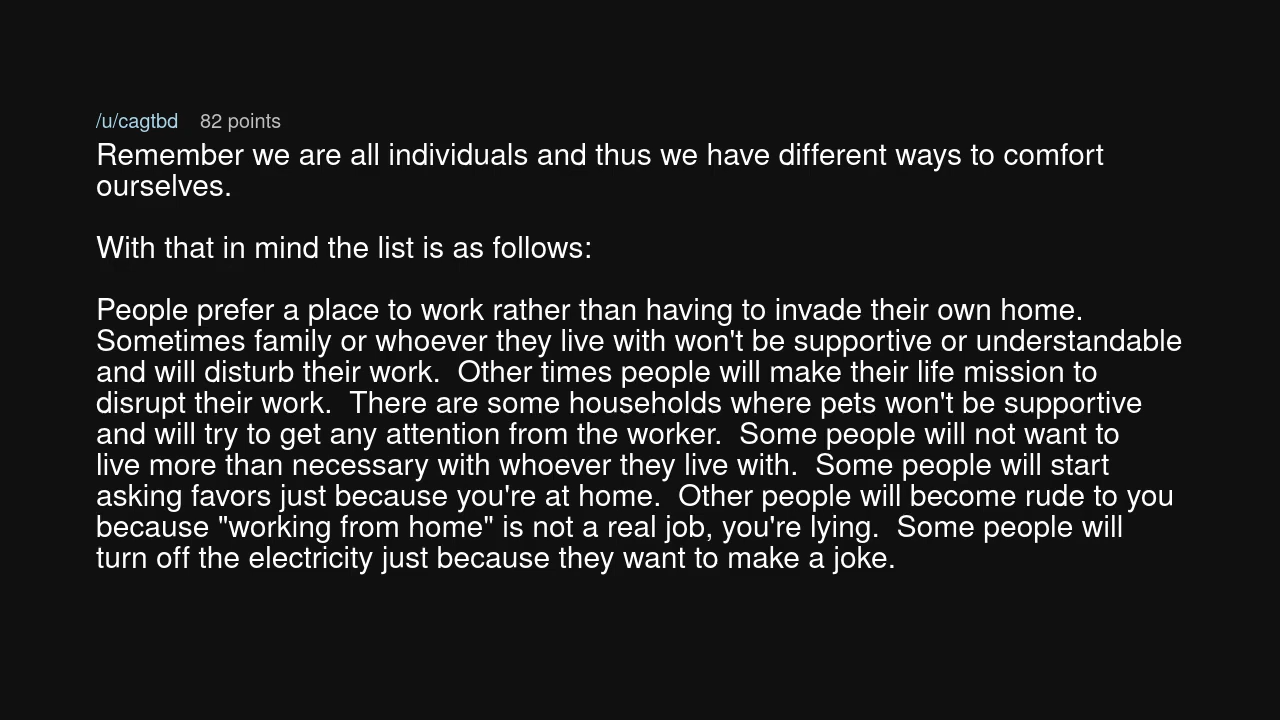 /u/cagtbd 82 points
Remember we are all individuals and thus we have different ways to comfort
ourselves.
With that in mind the list is as follows:
People prefer a place to work rather than having to invade their own home.
Sometimes family or whoever they live with won't be supportive or understandable
and will disturb their work.  Other times people will make their life mission to
disrupt their work.  There are some households where pets won't be supportive
and will try to get any attention from the worker.  Some people will not want to
live more than necessary with whoever they live with.  Some people will start
asking favors just because you're at home.  Other people will become rude to you
because "working from home" is not a real job, you're lying.  Some people will
turn off the electricity just because they want to make a joke.